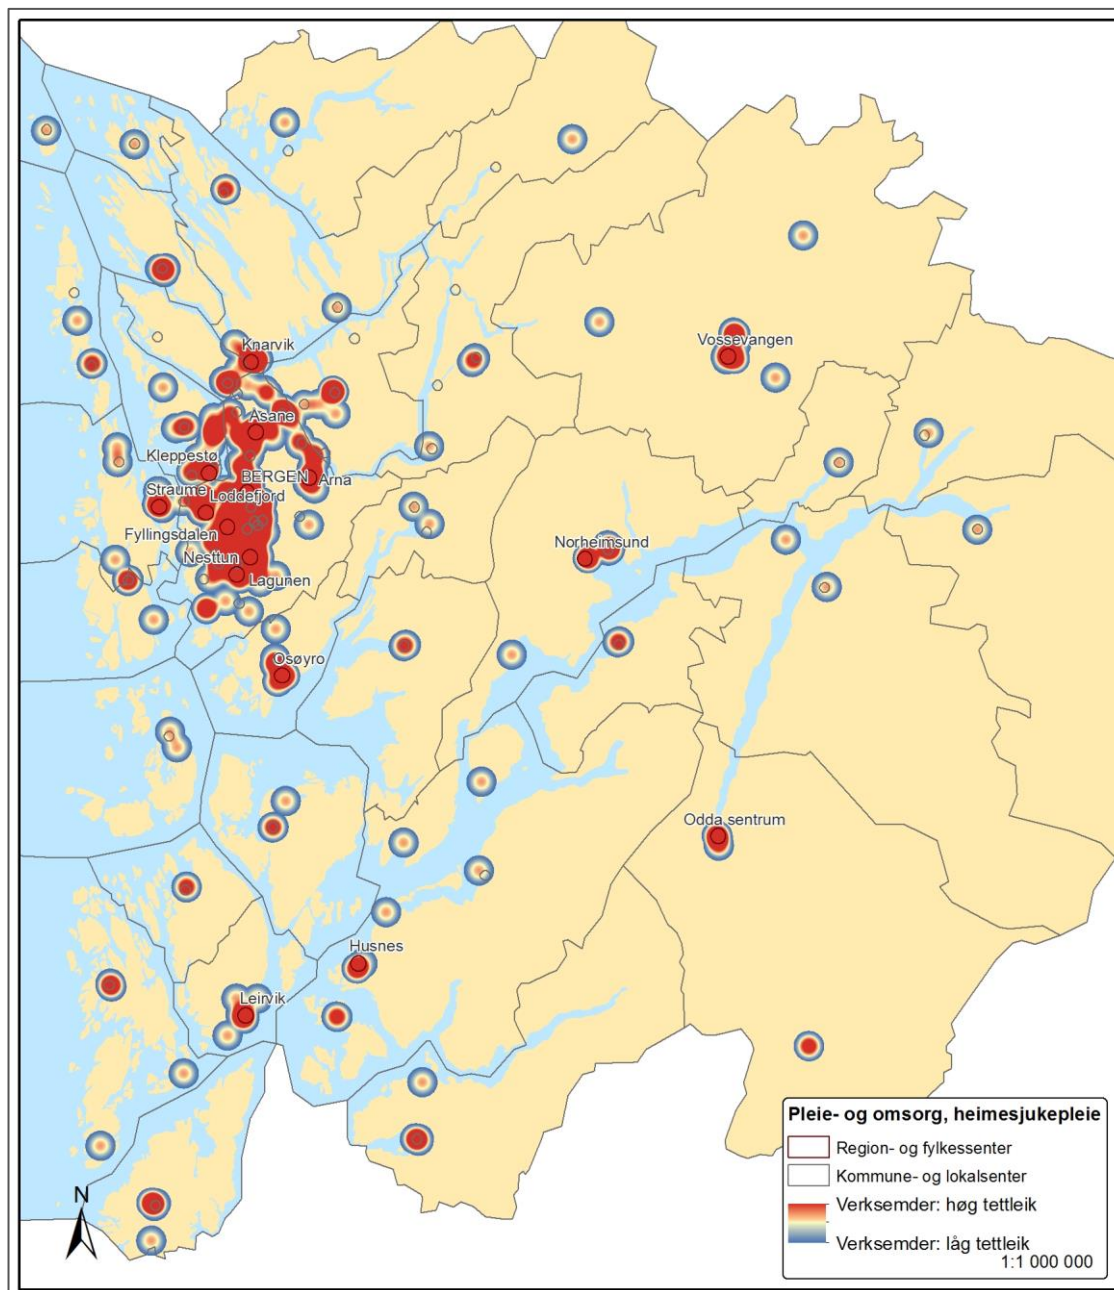 Knarvik
Vossevangen
Åsane
Kleppestø
BERGEN
Arna
Straume
Loddefjord
Fyllingsdalen
Norheimsund
Nesttun
Lagunen
Osøyro
Odda sentrum
Husnes
Leirvik
Pleie- og omsorg, heimesjukepleie
Region- og fylkessenter
Kommune- og lokalsenter
Verksemder: høg tettleik
Verksemder: låg tettleik
1:1 000 000
N